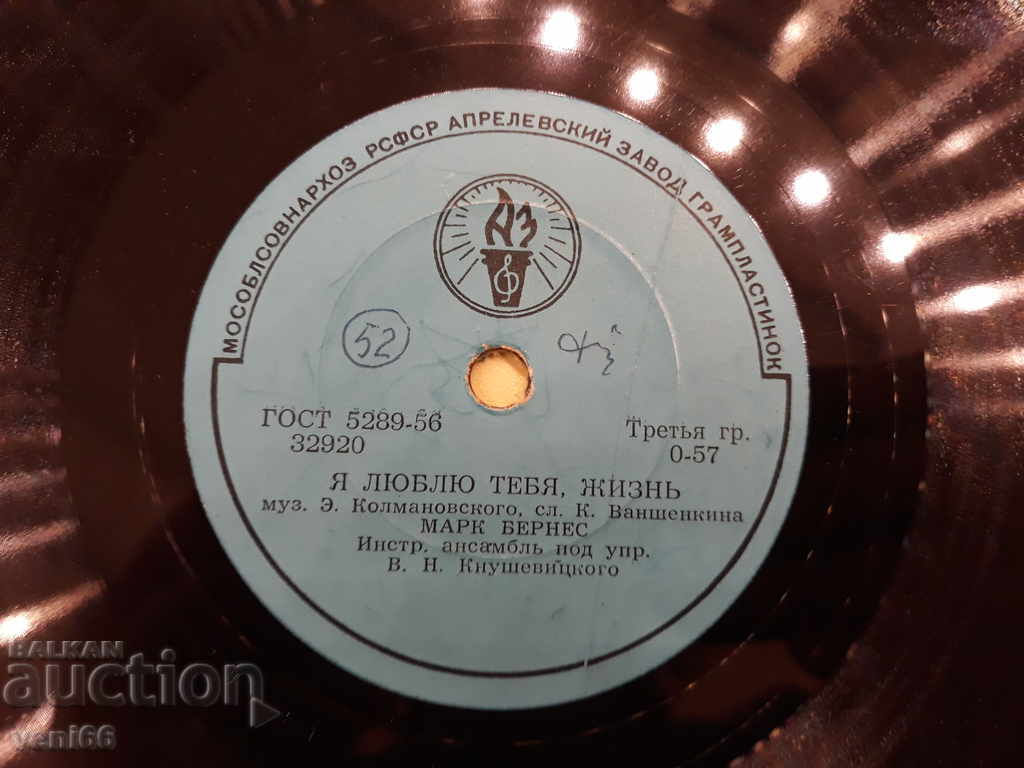 МОСОБЛСОВНАРХОЗ РСФСР АПРЕЛЕВСКИЙ ЗАВОД ГРАМПЛАСТИНОК
АЗ
52
ГОСТ 5289-56
32920
Третья гр.
0-57
Я ЛЮБЛЮ ТЕБЯ, ЖИЗНЬ
муз. Э. Колмановского, сл. К. Ваншенкина
МАРК БЕРНЕС
Инстр. ансамбль под упр.
В. Н. Кнушевицкого
BALKAN
auction
veni66